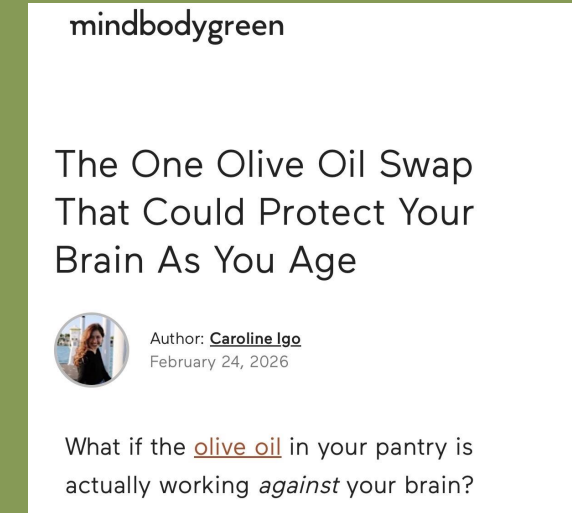 mindbodygreen
The One Olive Oil Swap
That Could Protect Your
Brain As You Age
Author: Caroline Igo
February 24, 2026
What if the olive oil in your pantry is
actually working against your brain?